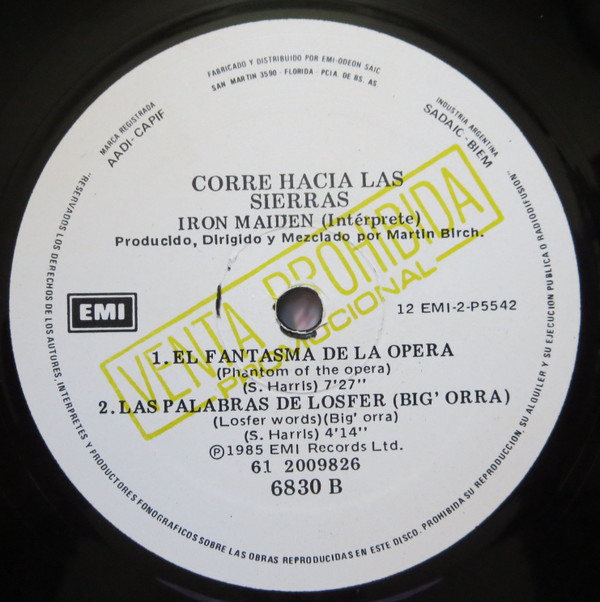 FABRICADO Y DISTRIBUIDO POR EMI-ODEON SAIC
SAN MARTIN 3590 - FLORIDA - PCIA DE BS. AS.
MARCA REGISTRADA
AADI-CAPIF
INDUSTRIA ARGENTINA
SADAIC-BIEM
CORRE HACIA LAS
SIERRAS
IRON MAIDEN (Intérprete)
Producido, Dirigido y Mezclado por Martin Birch.
VENTA PROHIBIDA
PROMOCIONAL
EMI
12 EMI-2-P5542
1. EL FANTASMA DE LA OPERA
(Phantom of the opera)
(S. Harris) 7'27''
2. LAS PALABRAS DE LOSFER (BIG' ORRA)
(Losfer words)(Big' orra)
(S. Harris) 4'14''
Ⓟ1985 EMI Records Ltd.
61 2009826
6830 B
-RESERVADOS LOS DERECHOS DE LOS AUTORES, INTERPRETES Y PRODUCTORES FONOGRAFICOS SOBRE LAS OBRAS REPRODUCIDAS EN ESTE DISCO. PROHIBIDA SU REPRODUCCION, SU ALQUILER Y SU EJECUCION PUBLICA O RADIODIFUSION-